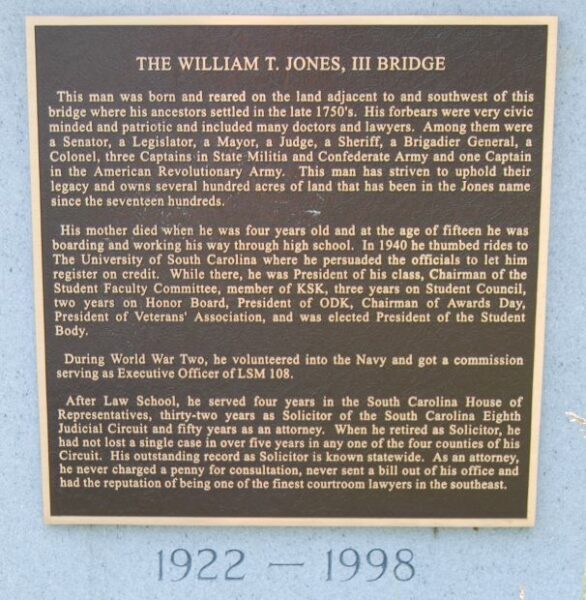 THE WILLIAM T. JONES, III BRIDGE
This man was born and reared on the land adjacent to and southwest of this
bridge where his ancestors settled in the late 1750's. His forbears were very civic
minded and patriotic and included many doctors and lawyers. Among them were
a Senator, a Legislator, a Mayor, a Judge, a Sheriff, a Brigadier General, a
Colonel, three Captains in State Militia and Confederate Army and one Captain
in the American Revolutionary Army. This man has striven to uphold their
legacy and owns several hundred acres of land that has been in the Jones name
since the seventeen hundreds.
His mother died when he was four years old and at the age of fifteen he was
boarding and working his way through high school. In 1940 he thumbed rides to
The University of South Carolina where he persuaded the officials to let him
register on credit. While there, he was President of his class, Chairman of the
Student Faculty Committee, member of KSK, three years on Student Council,
two years on Honor Board, President of ODK, Chairman of Awards Day,
President of Veterans' Association, and was elected President of the Student
Body.
During World War Two, he volunteered into the Navy and got a commission
serving as Executive Officer of LSM 108.
After Law School, he served four years in the South Carolina House of
Representatives, thirty-two years as Solicitor of the South Carolina Eighth
Judicial Circuit and fifty years as an attorney. When he retired as Solicitor, he
had not lost a single case in over five years in any one of the four counties of his
Circuit. His outstanding record as Solicitor is known statewide. As an attorney,
he never charged a penny for consultation, never sent a bill out of his office and
had the reputation of being one of the finest courtroom lawyers in the southeast.
1922 — 1998